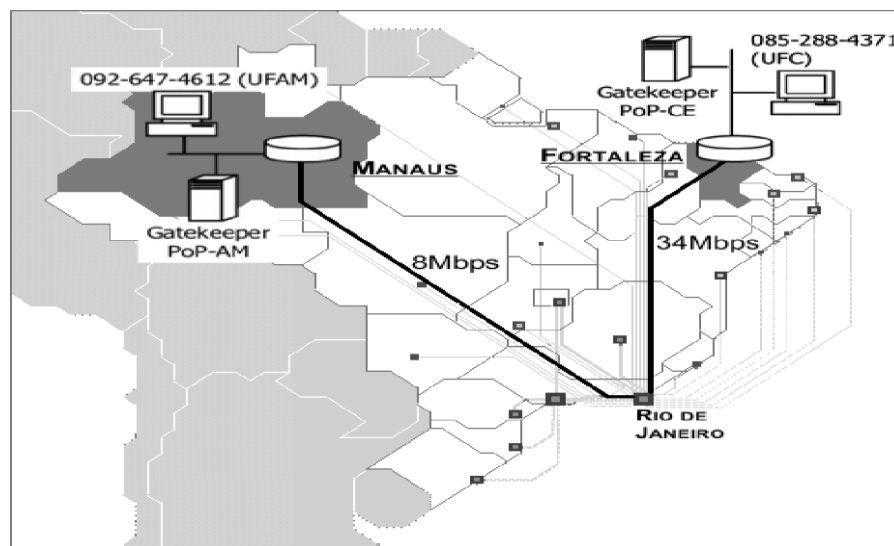 092-647-4612 (UFAM)
MANAUS
Gatekeeper
PoP-AM
8Mbps
085-288-4371
(UFC)
Gatekeeper
PoP-CE
FORTALEZA
34Mbps
RIO DE
JANEIRO